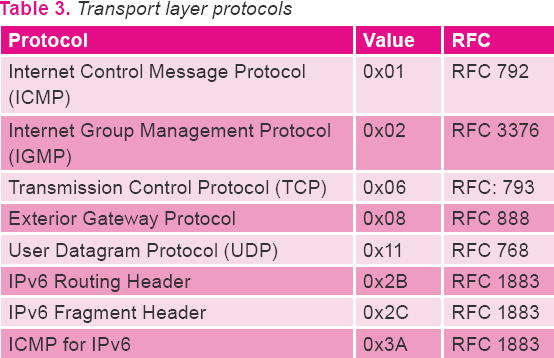 Table 3. Transport layer protocols
Protocol Value RFC
Internet Control Message Protocol (ICMP) 0x01 RFC 792
Internet Group Management Protocol (IGMP) 0x02 RFC 3376
Transmission Control Protocol (TCP) 0x06 RFC: 793
Exterior Gateway Protocol 0x08 RFC 888
User Datagram Protocol (UDP) 0x11 RFC 768
IPv6 Routing Header 0x2B RFC 1883
IPv6 Fragment Header 0x2C RFC 1883
ICMP for IPv6 0x3A RFC 1883